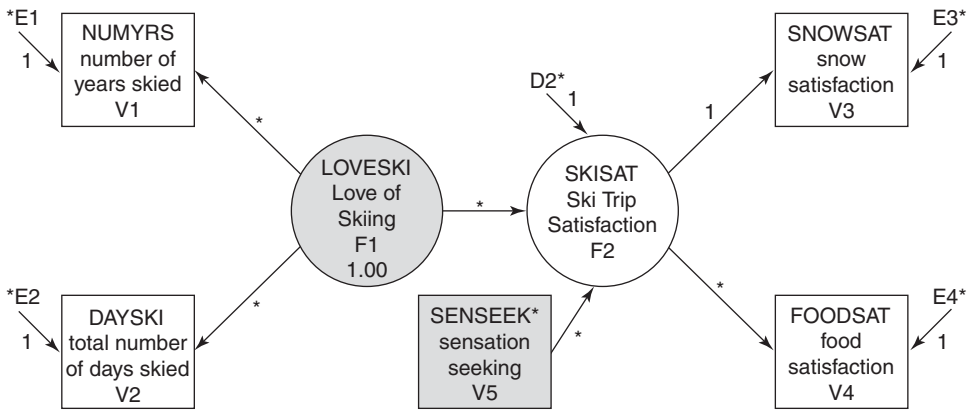 *E1
1
NUMYRS
number of
years skied
V1
*
SNOWSAT
snow
satisfaction
V3
E3*
1
D2*
1
1
LOVESKI
Love of
Skiing
F1
1.00
*
SKISAT
Ski Trip
Satisfaction
F2
*E2
1
DAYSKI
total number
of days skied
V2
*
SENSEEK*
sensation
seeking
V5
*
*
FOODSAT
food
satisfaction
V4
E4*
1